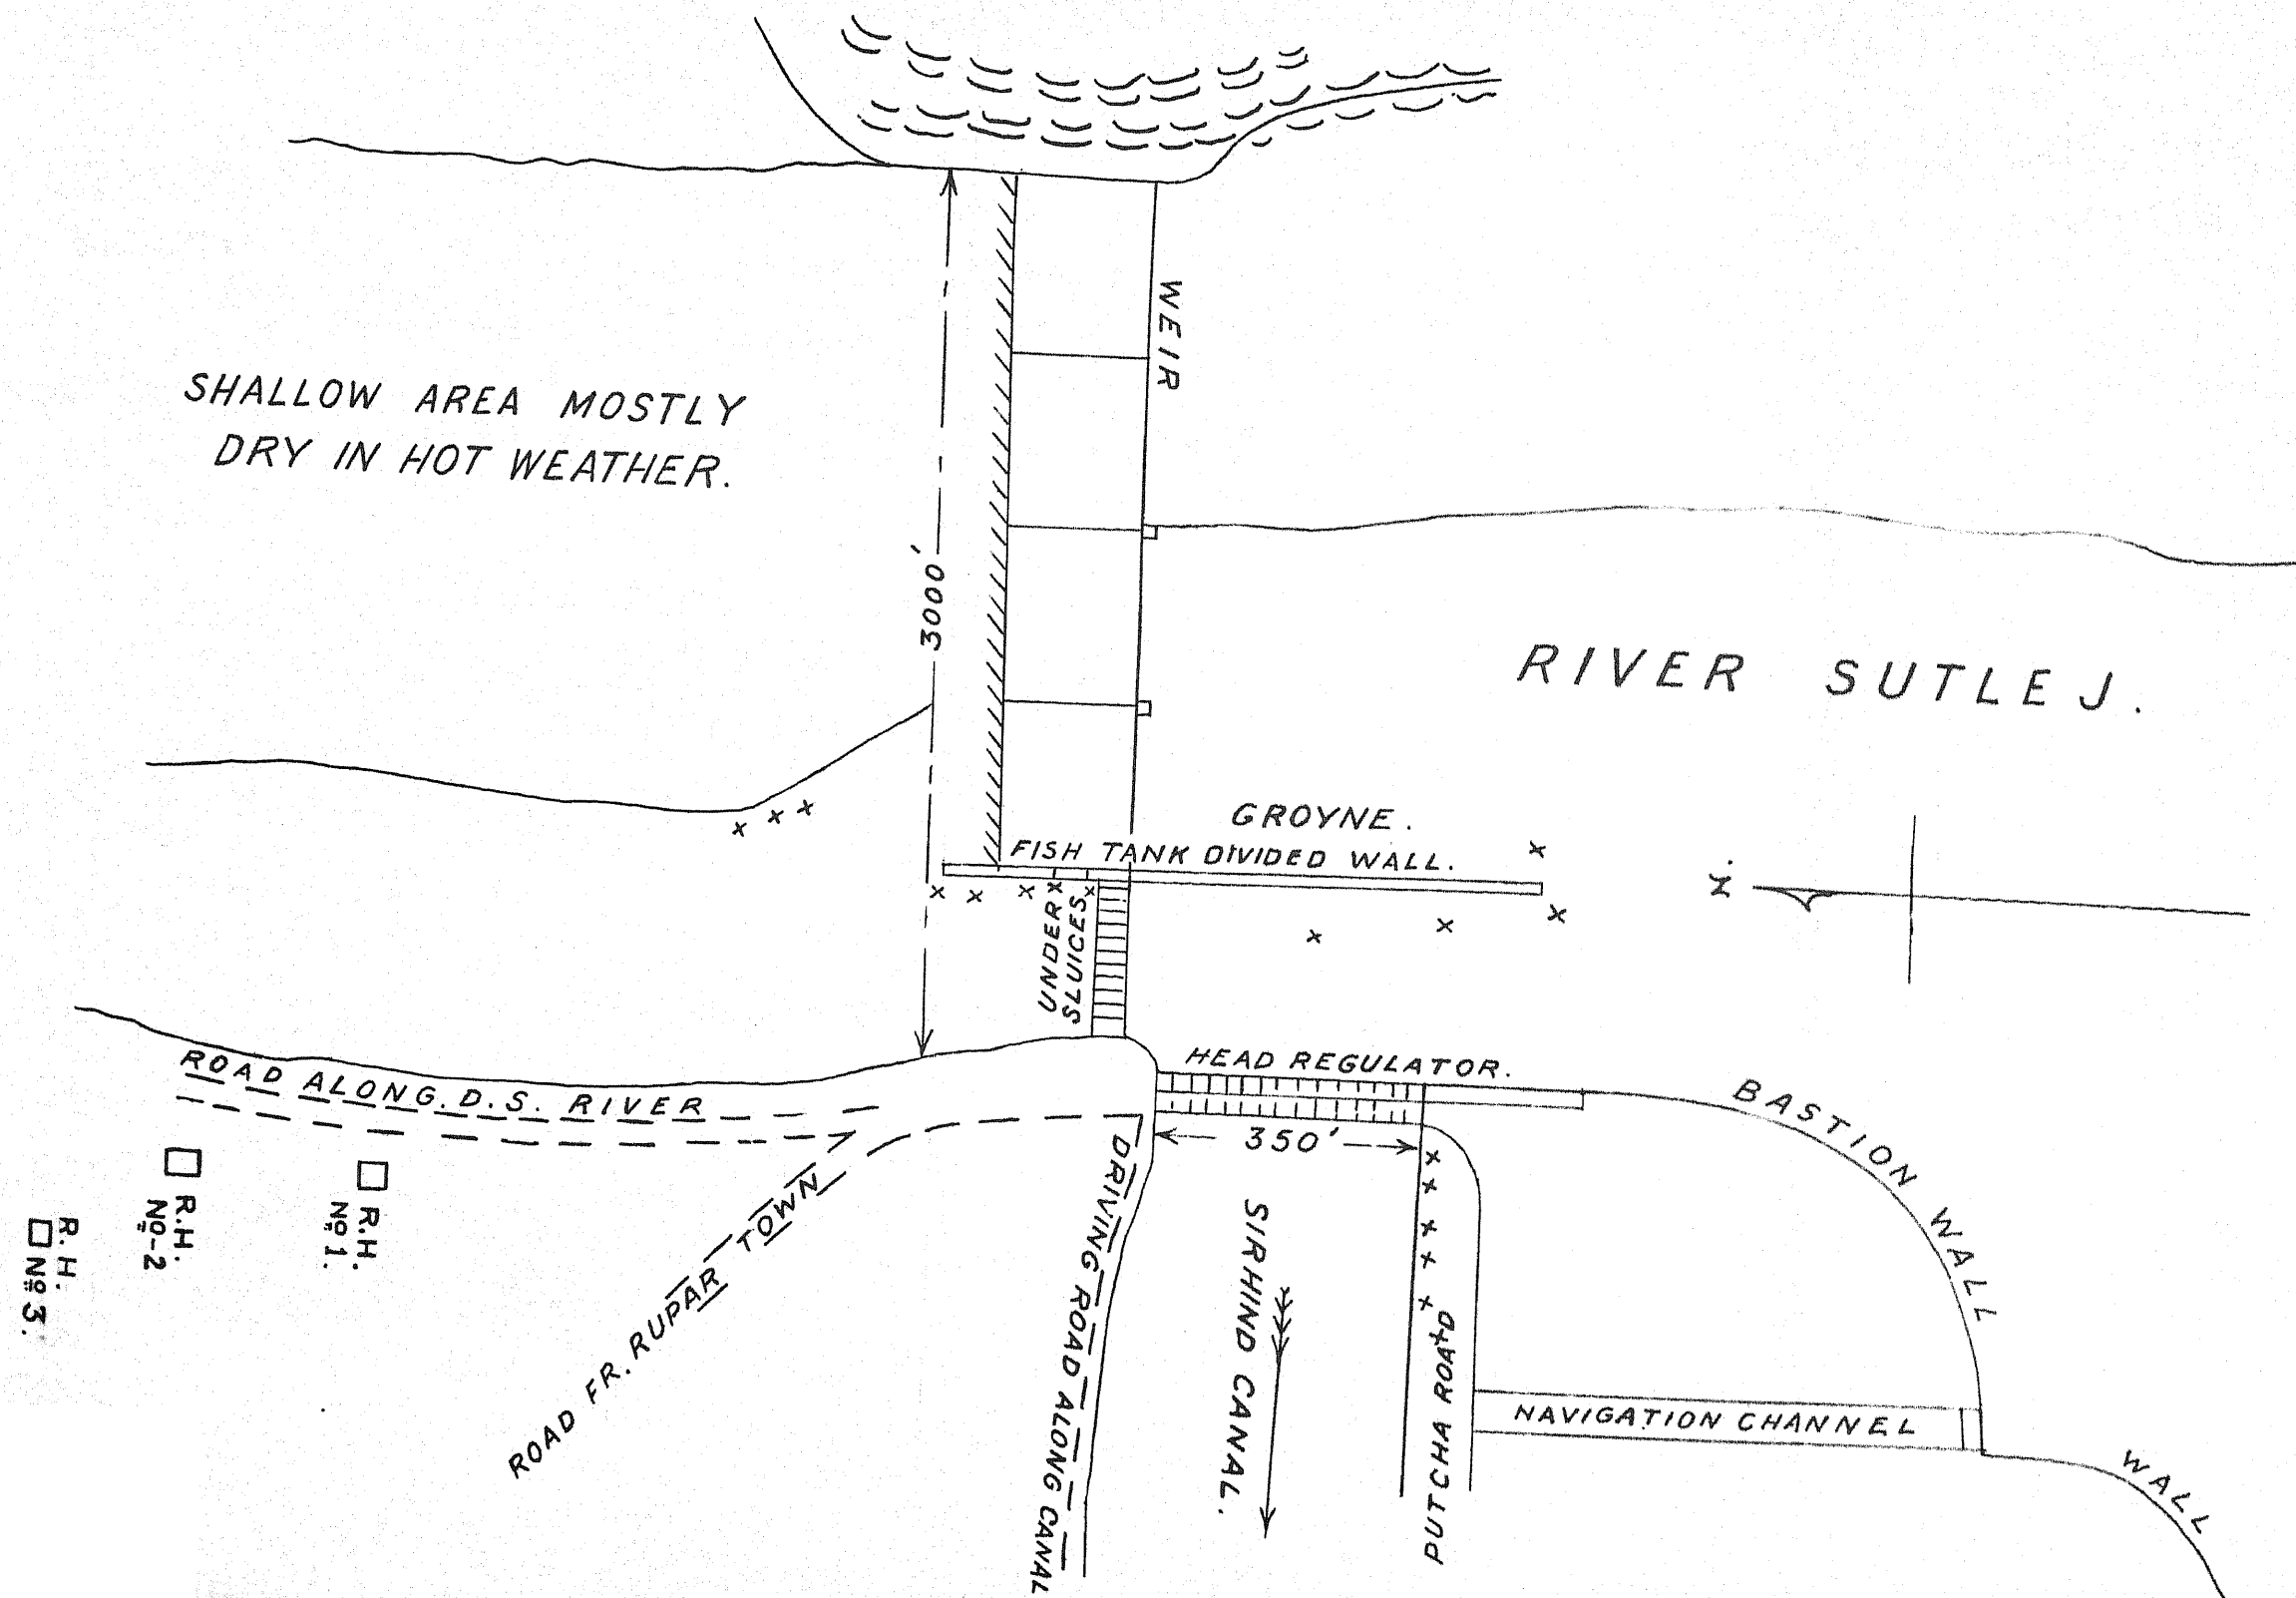 WEIR
SHALLOW AREA MOSTLY
DRY IN HOT WEATHER.
3000'
RIVER SUTLEJ.
GROYNE.
FISH TANK DIVIDED WALL.
N.
UNDER
SLUICES
HEAD REGULATOR.
ROAD ALONG. D.S. RIVER
350'
BASTION WALL
R.H.
No 1.
R.H.
No-2
R.H.
No 3.
ROAD FR. RUPAR TOWN
DRIVING ROAD ALONG CANAL
SIRHIND CANAL.
PUTCHA ROAD
NAVIGATION CHANNEL
WALL